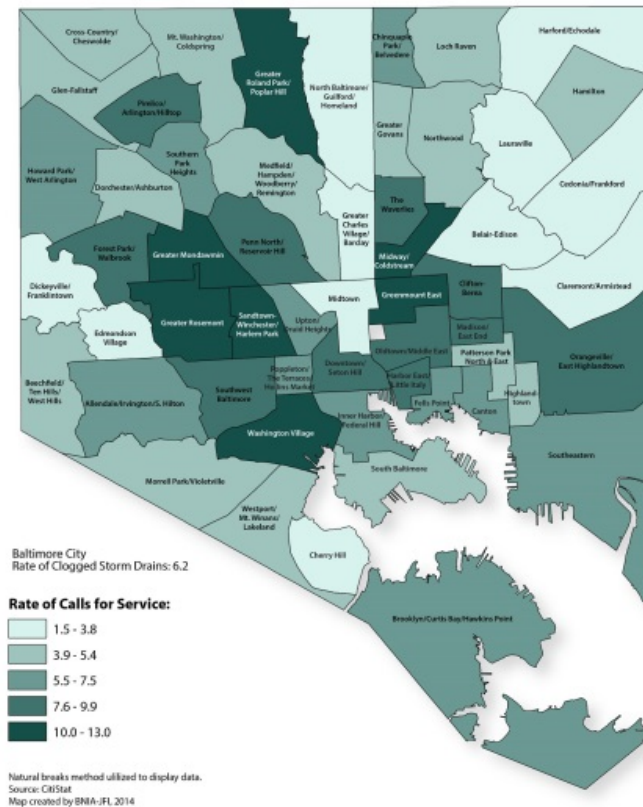 Cross-Country/
Cheswolde
Mt. Washington/
Coldspring
Greater
Roland Park/
Poplar Hill
North Baltimore/
Guilford/
Homeland
Chinquapin
Park/
Belvedere
Loch Raven
Harford/Echodale
Glen-Fallstaff
Pimlico/
Arlington/Hilltop
Hamilton
Greater
Govans
Northwood
Lauraville
Howard Park/
West Arlington
Southern
Park
Heights
Dorchester/Ashburton
Medfield/
Hampden/
Woodberry/
Remington
Cedonia/Frankford
The
Waverlies
Greater
Charles
Village/
Barclay
Belair-Edison
Forest Park/
Walbrook
Greater Mondawmin
Penn North/
Reservoir Hill
Midway/
Coldstream
Dickeyville/
Franklintown
Claremont/Armistead
Clifton-
Berea
Midtown
Greenmount East
Greater Rosemont
Sandtown-
Winchester/
Harlem Park
Upton/
Druid Heights
Edmondson
Village
Madison/
East End
Oldtown/Middle East
Patterson Park
North & East
Orangeville/
East Highlandtown
Beechfield/
Ten Hills/
West Hills
Allendale/Irvington/S. Hilton
Southwest
Baltimore
Poppleton/
The Terraces/
Hollins Market
Downtown/
Seton Hill
Harbor East/
Little Italy
Fells Point
Canton
Highland-
town
Washington Village
Inner Harbor/
Federal Hill
Southeastern
South Baltimore
Morrell Park/Violetville
Westport/
Mt. Winans/
Lakeland
Cherry Hill
Brooklyn/Curtis Bay/Hawkins Point
Baltimore City
Rate of Clogged Storm Drains: 6.2
Rate of Calls for Service:
1.5 - 3.8
3.9 - 5.4
5.5 - 7.5
7.6 - 9.9
10.0 - 13.0
Natural breaks method utilized to display data.
Source: CitiStat
Map created by BNIA-JFI, 2014